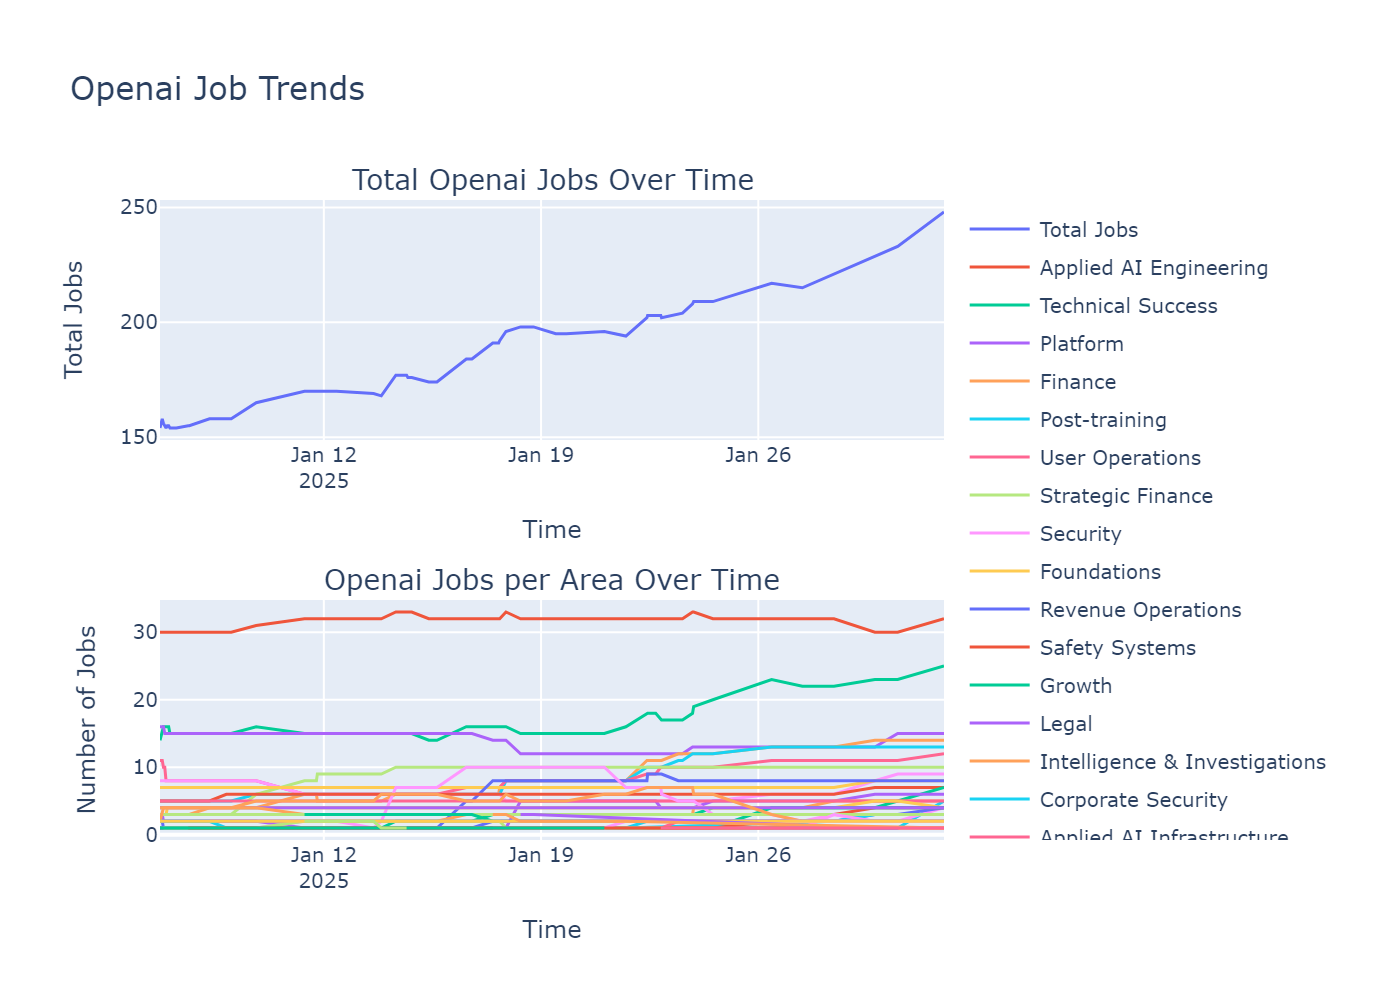 Openai Job Trends
Total Openai Jobs Over Time
Total Jobs
250
200
150
Jan 12
2025
Jan 19
Jan 26
Time
Total Jobs
Applied AI Engineering
Technical Success
Platform
Finance
Post-training
User Operations
Strategic Finance
Security
Foundations
Revenue Operations
Safety Systems
Growth
Legal
Intelligence & Investigations
Corporate Security
Applied AI Infrastructure
Openai Jobs per Area Over Time
Number of Jobs
30
20
10
0
Jan 12
2025
Jan 19
Jan 26
Time